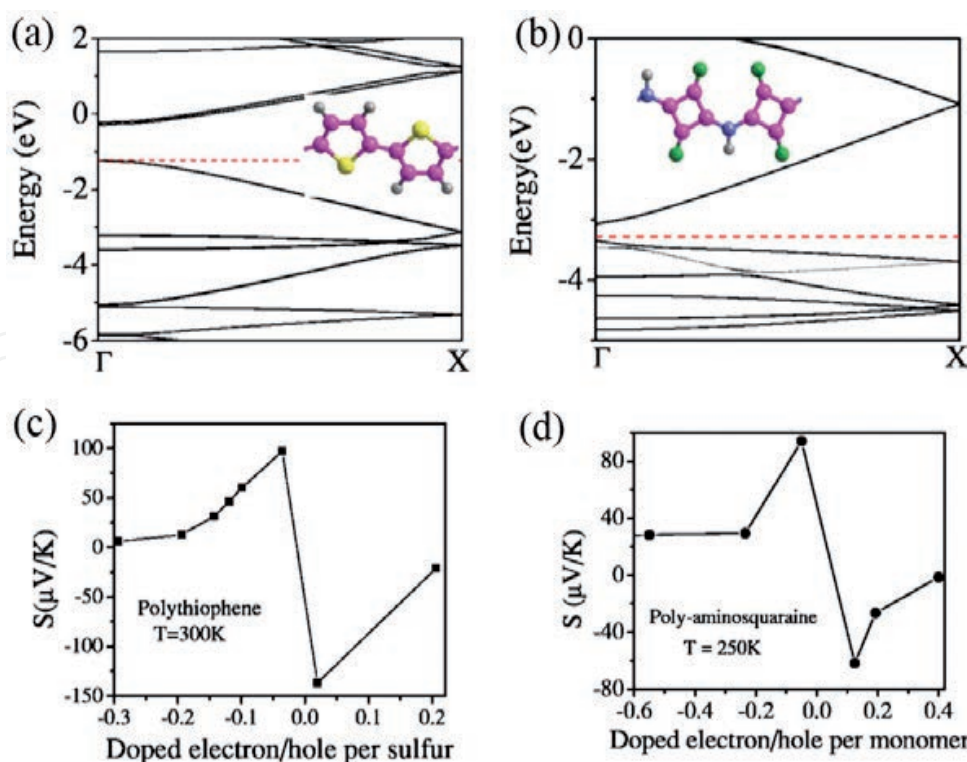 (a)
2
0
-2
-4
-6
Energy (eV)
Γ
X
(b)
0
-2
-4
Energy(eV)
Γ
X
(c)
100
50
0
-50
-100
-150
S(μV/K)
Polythiophene
T=300K
-0.3
-0.2
-0.1
0.0
0.1
0.2
Doped electron/hole per sulfur
(d)
80
40
0
-40
-80
S (μV/K)
Poly-aminosquaraine
T = 250K
-0.6
-0.4
-0.2
0.0
0.2
0.4
Doped electron/hole per monomer